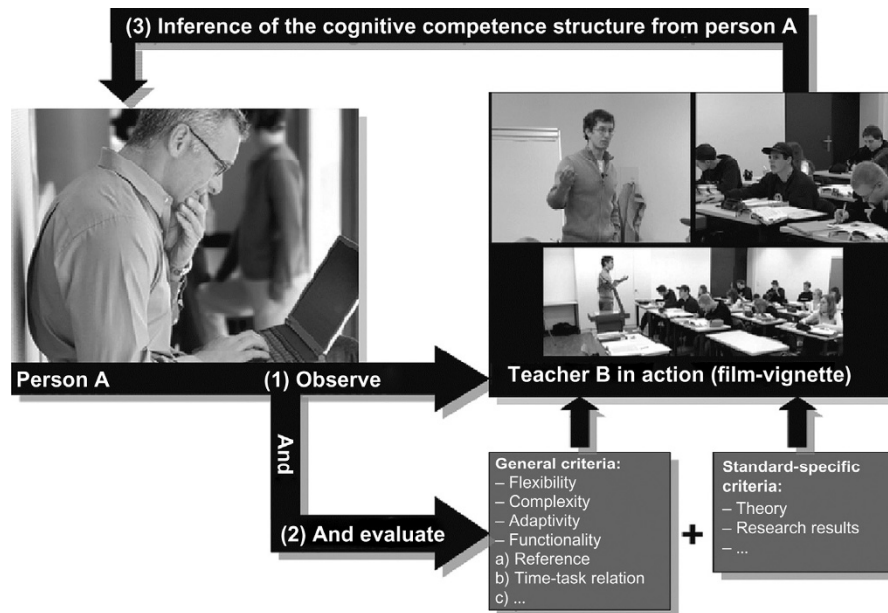 (3) Inference of the cognitive competence structure from person A
Person A
(1) Observe
Teacher B in action (film-vignette)
And
(2) And evaluate
General criteria:
– Flexibility
– Complexity
– Adaptivity
– Functionality
a) Reference
b) Time-task relation
c) ...
+
Standard-specific
criteria:
– Theory
– Research results
– ...